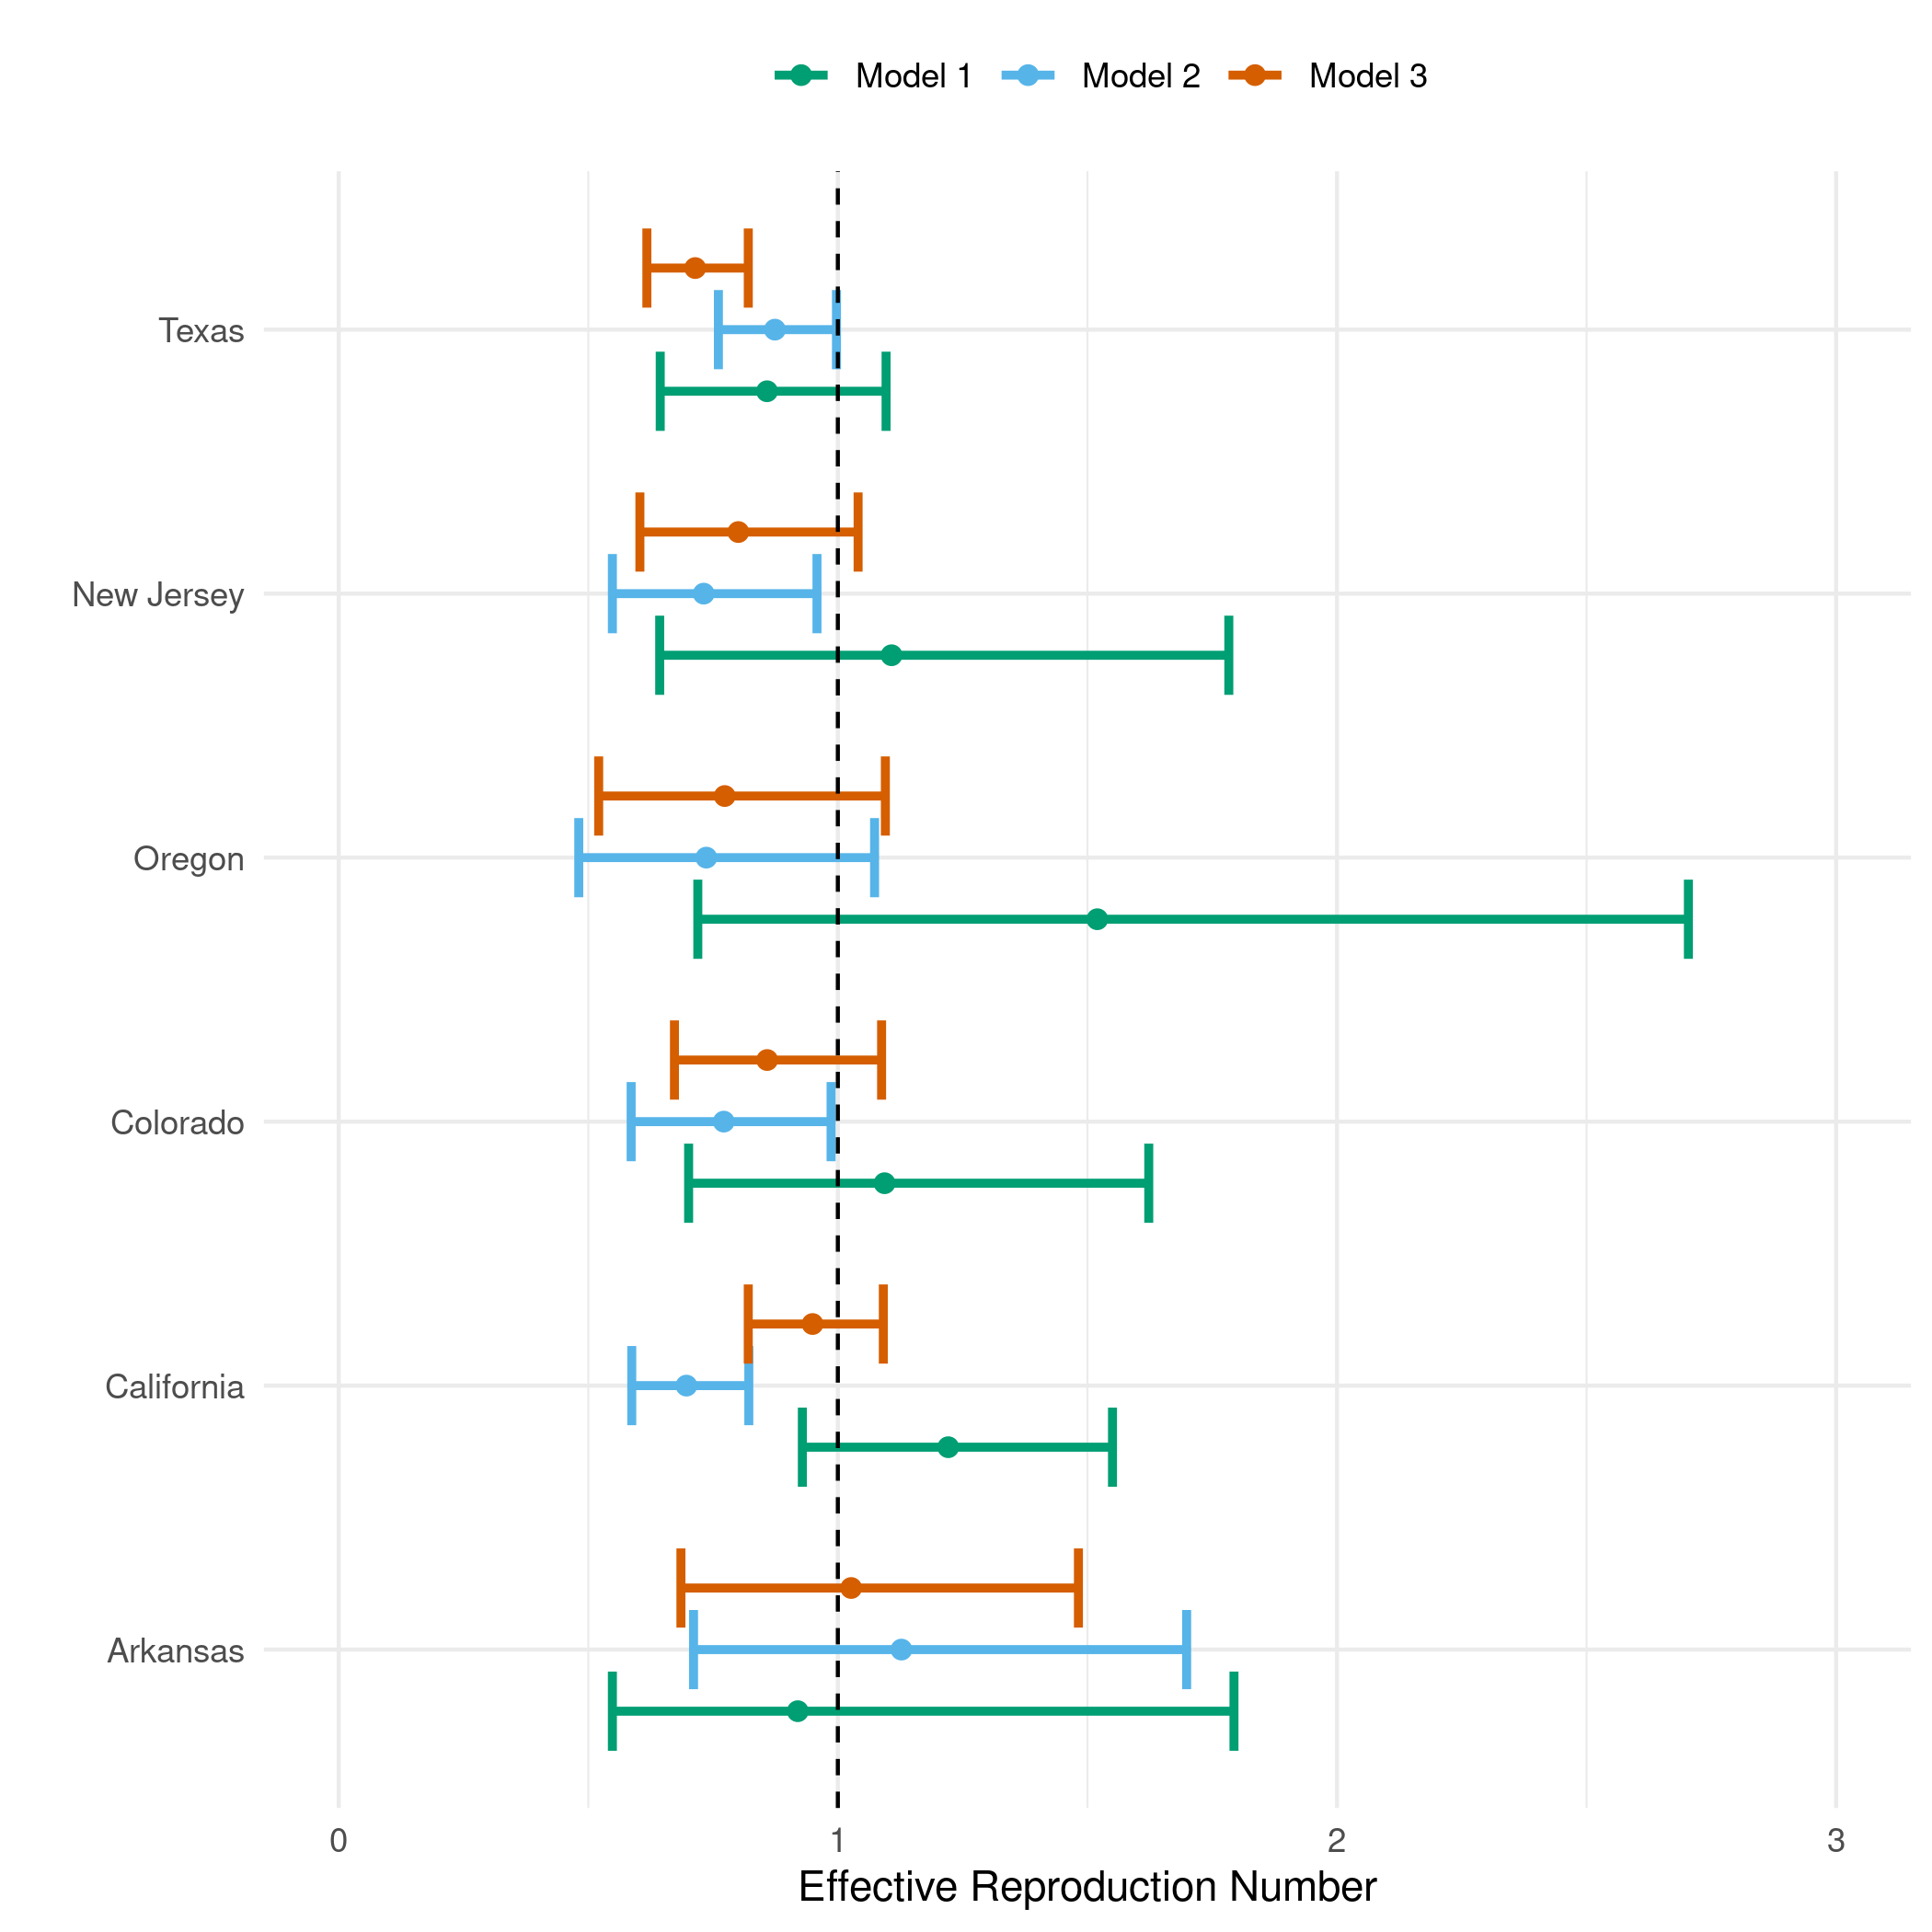 Model 1 Model 2 Model 3
Texas
New Jersey
Oregon
Colorado
California
Arkansas
0 1 2 3
Effective Reproduction Number